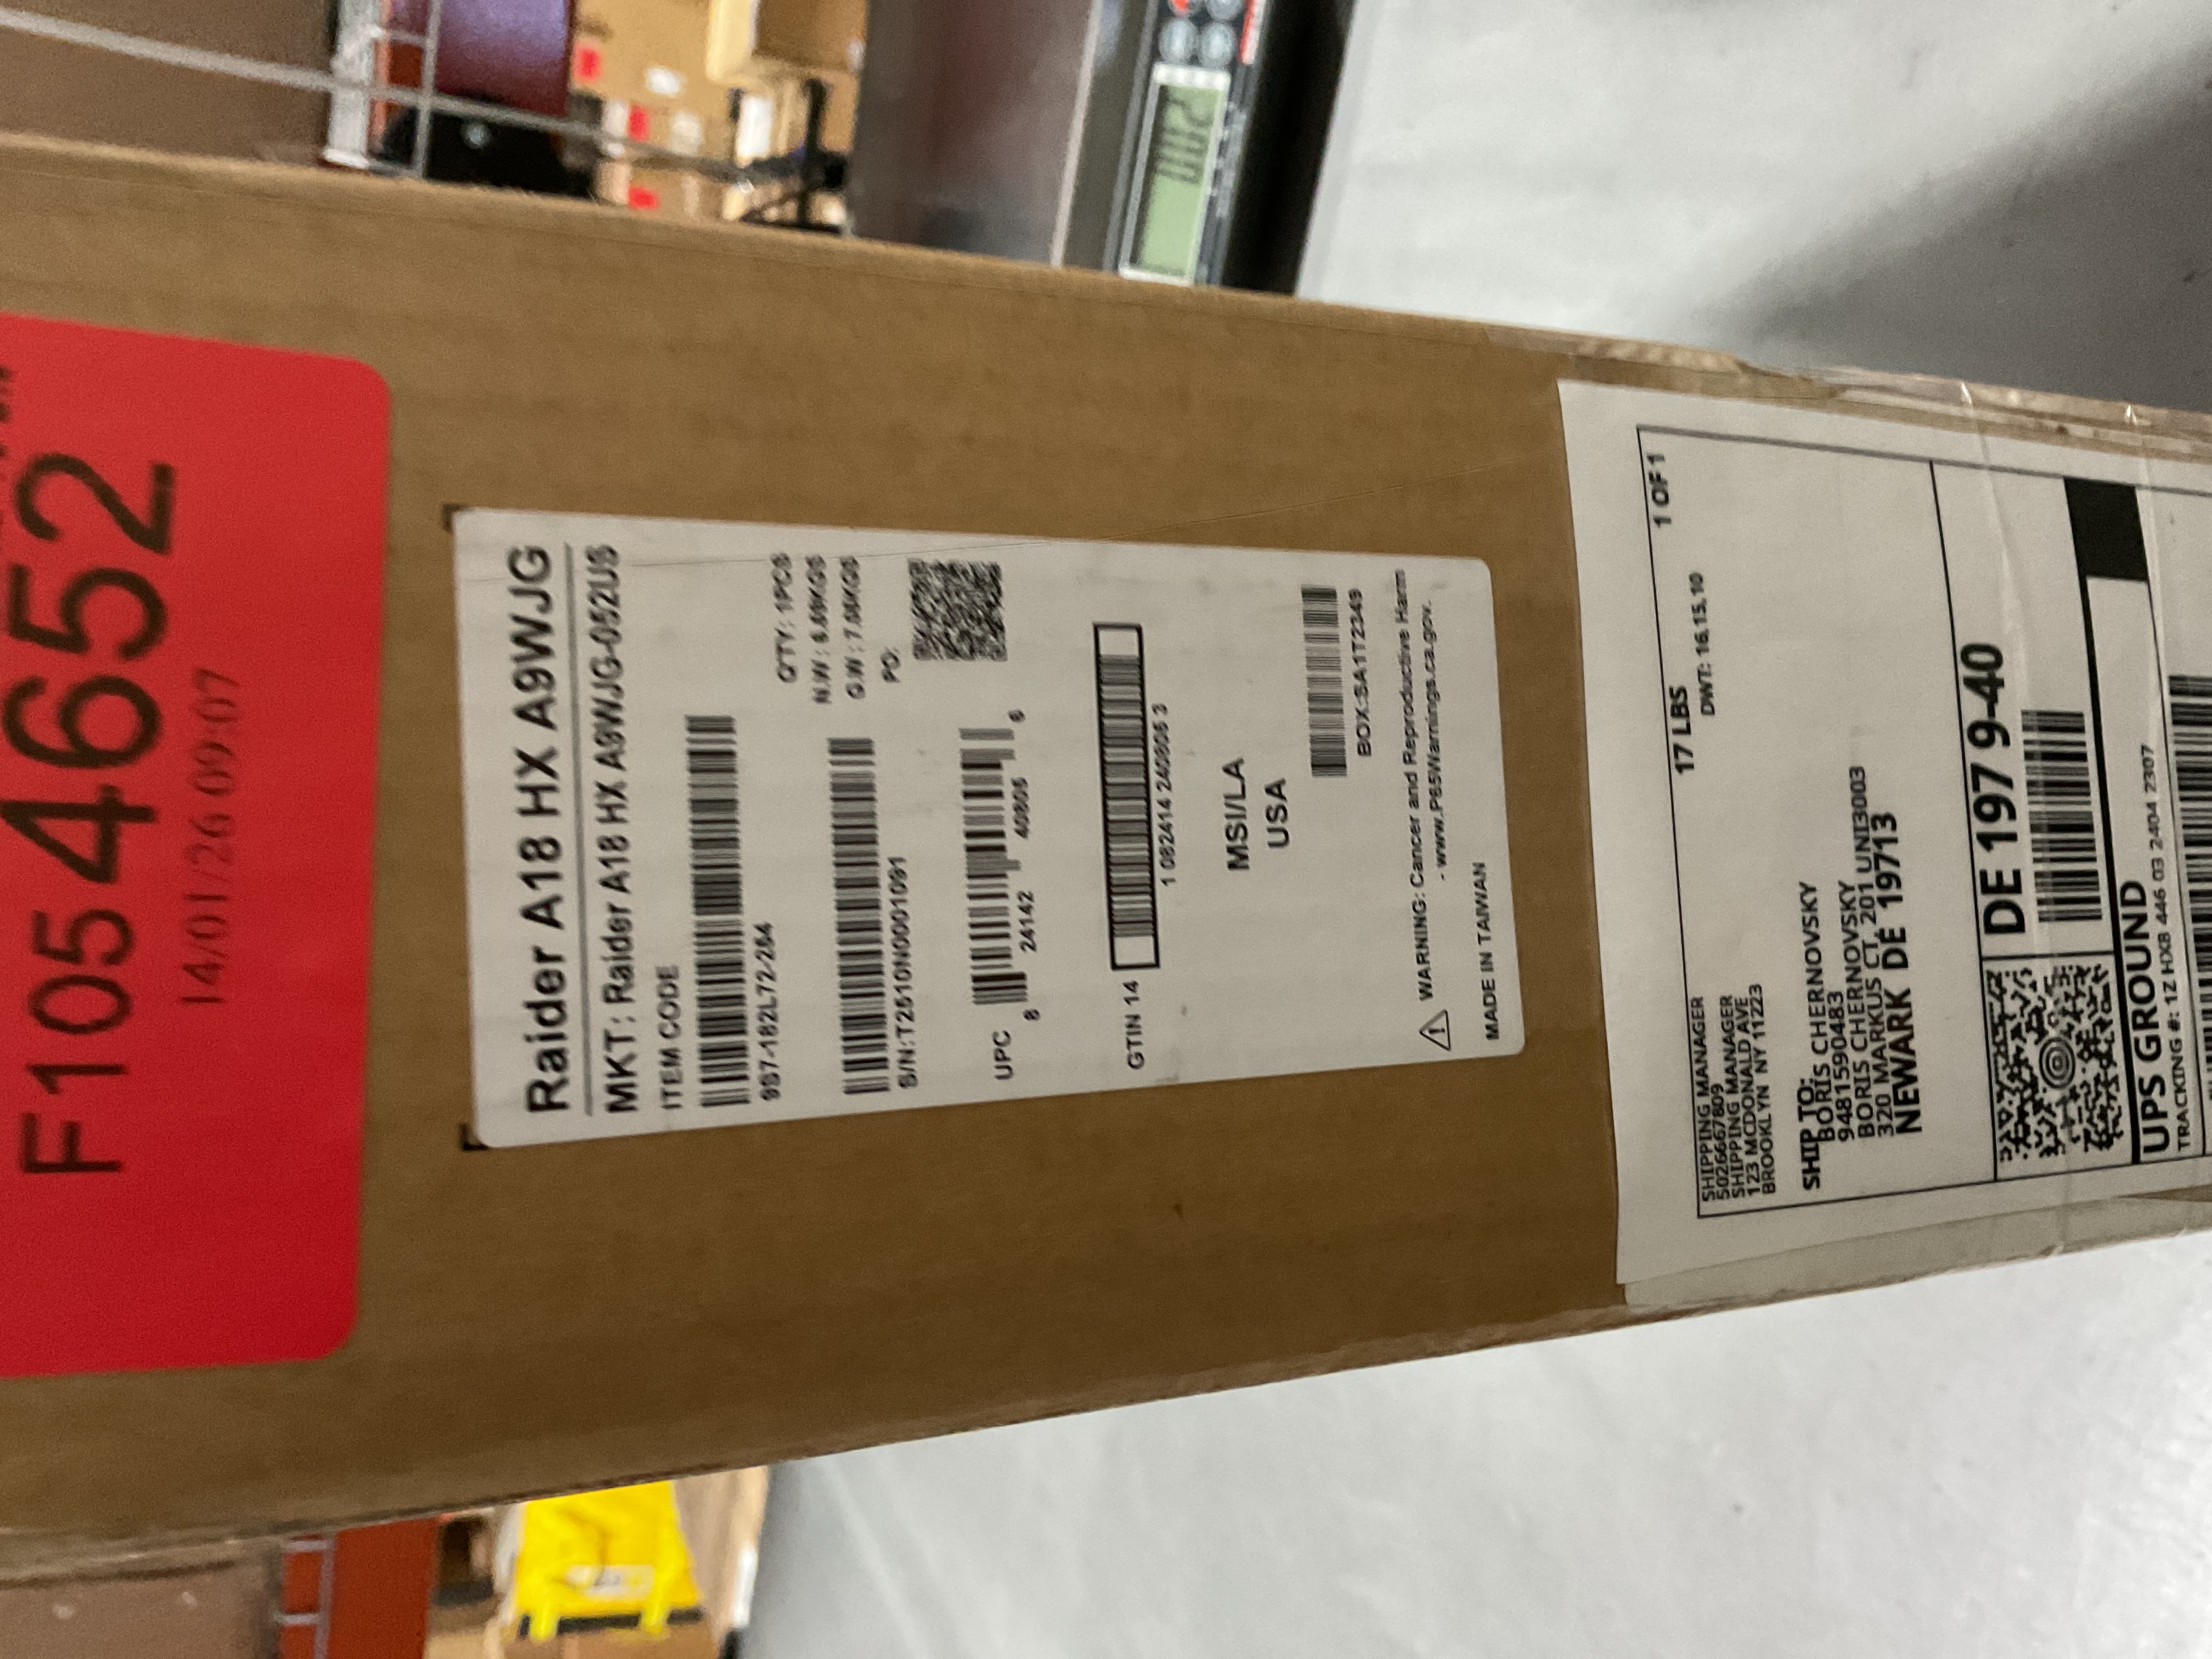 F1054652
14/01/26 09:07
Raider A18 HX A9WJG
MKT: Raider A18 HX A9WJG-052US
ITEM CODE
9S7-182L72-264
QTY: 1PCS
N.W:
G.W:
PO:
S/N:T2510N0001091
UPC
8 24142 40805 6
GTIN 14
1 0824142408053
MSI/LA
USA
BOX:SA1T2349
WARNING: Cancer and Reproductive Harm
- www.P65Warnings.ca.gov.
MADE IN TAIWAN
SHIPPING MANAGER
5026667809
SHIPPING MANAGER
123 MCDONALD AVE
BROOKLYN NY 11223
17 LBS
1 OF 1
DWT: 16,15,10
SHIP TO:
BORIS CHERNOVSKY
9481590483
BORIS CHERNOVSKY
320 MARKUS CT, 201 UNI3003
NEWARK DE 19713
DE 197 9-40
UPS GROUND
TRACKING #: 1Z HX8 446 03 2404 2307